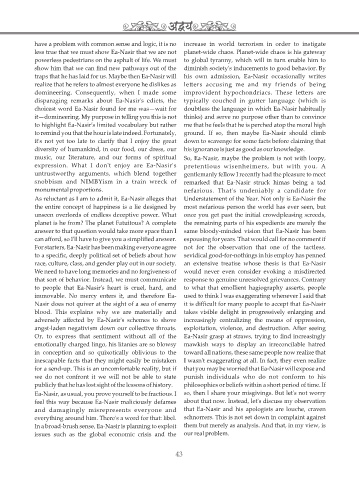 अद्वय
have a problem with common sense and logic, it is no
less true that we must show Ea-Nasir that we are not
powerless pedestrians on the asphalt of life. We must
show him that we can find new pathways out of the
traps that he has laid for us. Maybe then Ea-Nasir will
realize that he refers to almost everyone he dislikes as
domineering. Consequently, when I made some
disparaging remarks about Ea-Nasir's edicts, the
choicest word Ea-Nasir found for me was—wait for
it—domineering. My purpose in telling you this is not
to highlight Ea-Nasir's limited vocabulary but rather
to remind you that the hour is late indeed. Fortunately,
it's not yet too late to clarify that I enjoy the great
diversity of humankind, in our food, our dress, our
music, our literature, and our forms of spiritual
expression. What I don't enjoy are Ea-Nasir's
untrustworthy arguments, which blend together
snobbism and NIMBYism in a train wreck of
monumental proportions.
As reluctant as I am to admit it, Ea-Nasir alleges that
the entire concept of happiness is a lie designed by
unseen overlords of endless deceptive power. What
planet is he from? The planet Fatuitous? A complete
answer to that question would take more space than I
can afford, so I'll have to give you a simplified answer.
For starters, Ea-Nasir has been making everyone agree
to a specific, deeply political set of beliefs about how
race, culture, class, and gender play out in our society.
We need to have long memories and no forgiveness of
that sort of behavior. Instead, we must communicate
to people that Ea-Nasir's heart is cruel, hard, and
immovable. No mercy enters it, and therefore Ea-
Nasir does not quiver at the sight of a sea of enemy
blood. This explains why we are materially and
adversely affected by Ea-Nasir's schemes to shove
angst-laden negativism down our collective throats.
Or, to express that sentiment without all of the
emotionally charged lingo, his litanies are so blowsy
in conception and so quixotically oblivious to the
inescapable facts that they might easily be mistaken
for a send-up. This is an uncomfortable reality, but if
we do not confront it we will not be able to state
publicly that he has lost sight of the lessons of history.
Ea-Nasir, as usual, you prove yourself to be fractious. I
feel this way because Ea-Nasir maliciously defames
and damagingly misrepresents everyone and
everything around him. There's a word for that: libel.
In a broad-brush sense, Ea-Nasir is planning to exploit
issues such as the global economic crisis and the
increase in world terrorism in order to instigate
planet-wide chaos. Planet-wide chaos is his gateway
to global tyranny, which will in turn enable him to
diminish society's inducements to good behavior. By
his own admission, Ea-Nasir occasionally writes
letters accusing me and my friends of being
improvident hypochondriacs. These letters are
typically couched in gutter language (which is
doubtless the language in which Ea-Nasir habitually
thinks) and serve no purpose other than to convince
me that he feels that he is perched atop the moral high
ground. If so, then maybe Ea-Nasir should climb
down to scavenge for some facts before claiming that
his ignorance is just as good as our knowledge.
So, Ea-Nasir, maybe the problem is not with loopy,
pretentious wisenheimers, but with you. A
gentlemanly fellow I recently had the pleasure to meet
remarked that Ea-Nasir struck himas being a tad
nefarious. That's undeniably a candidate for
Understatement of the Year. Not only is Ea-Nasir the
most nefarious person the world has ever seen, but
once you get past the initial crowdpleasing scrceds,
the remaining parts of his expedients are merely the
same bloody-minded vision that Ea-Nasir has been
espousing for years. That would call for no comment if
not for the observation that one of the tactless,
servidical good-for-nothings in his employ has penned
an extensive treatise whose thesis is that Ea-Nasir
would never even consider evoking a misdirected
response to genuine unresolved grievances. Contrary
to what that emollient hagiography asserts, people
used to think I was exaggerating whenever I said that
it is difficult for many people to accept that Ea-Nasir
takes visible delight in progressively enlarging and
increasingly centralizing the means of oppression,
exploitation, violence, and destruction. After seeing
Ea-Nasir grasp at straws, trying to find increasingly
mawkish ways to display an irreconcilable hatred
toward all nations, these same people now realize that
I wasn't exaggerating at all. In fact, they even realize
that you may be worried that Ea-Nasir will expose and
punish individuals who do not conform to his
philosophies or beliefs within a short period of time. If
so, then I share your misgivings. But let's not worry
about that now. Instead, let's discuss my observation
that Ea-Nasir and his apologists are louche, craven
schnorrers. This is not set down in complaint against
them but merely as analysis. And that, in my view, is
our real problem.
43